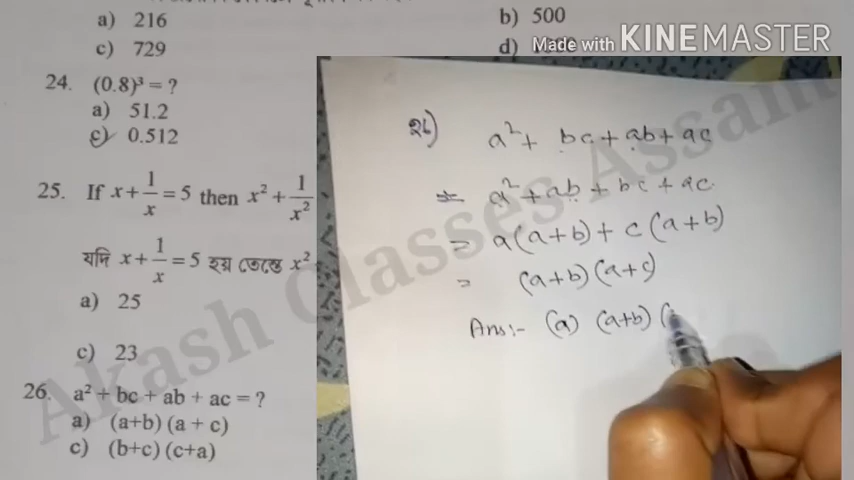 a) 216
b) 500
c) 729
d)
Made with KINEMASTER
24. (0.8)³ = ?
a) 51.2
c) 0.512
25. If x + 1/x = 5 then x² + 1/x²
যদি x + 1/x = 5 হয় তেন্তে x²
a) 25
c) 23
26. a² + bc + ab + ac = ?
a) (a+b) (a + c)
c) (b+c) (c+a)
২৬) a² + bc + ab + ac
= a² + ab + bc + ac
= a(a+b) + c(a+b)
= (a+b)(a+c)
Ans:- (a) (a+b) (
Akash Classes Assam